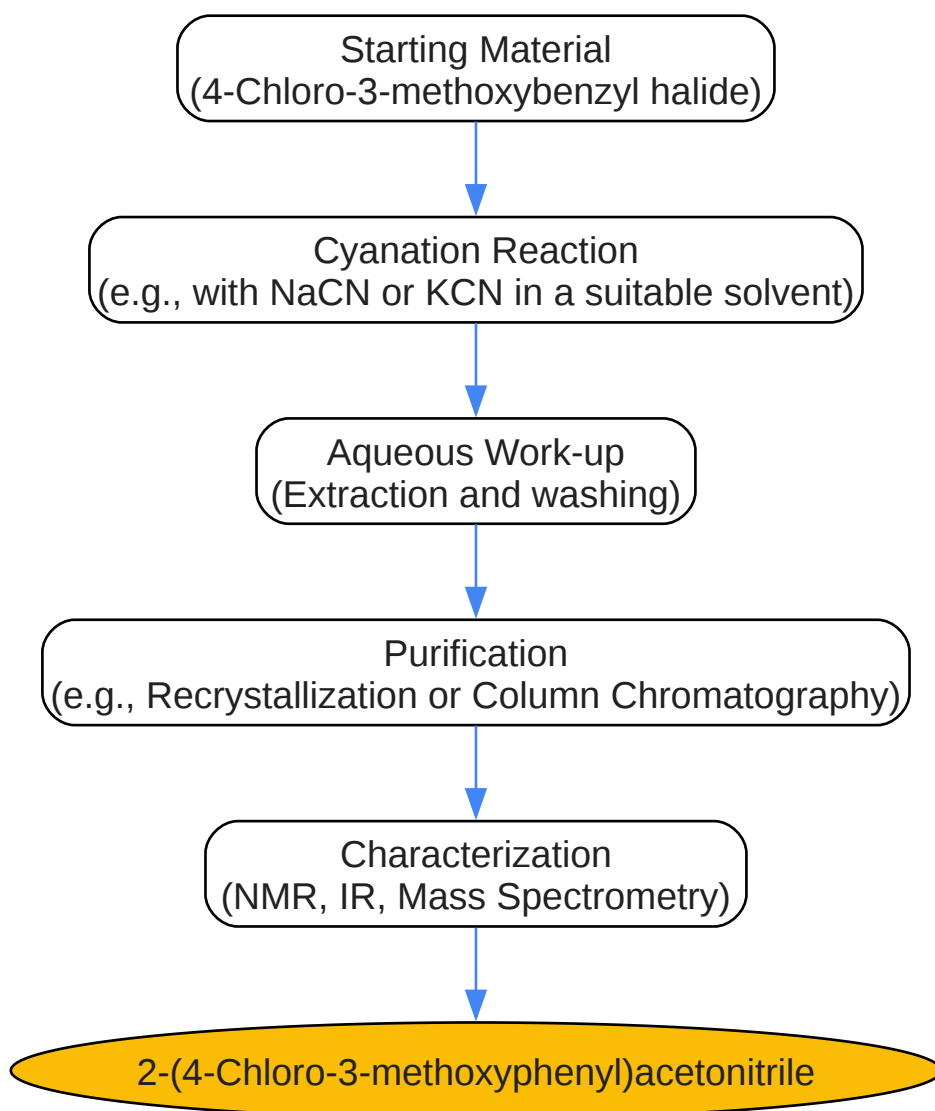 Starting Material
(4-Chloro-3-methoxybenzyl halide)
Cyanation Reaction
(e.g., with NaCN or KCN in a suitable solvent)
Aqueous Work-up
(Extraction and washing)
Purification
(e.g., Recrystallization or Column Chromatography)
Characterization
(NMR, IR, Mass Spectrometry)
2-(4-Chloro-3-methoxyphenyl)acetonitrile